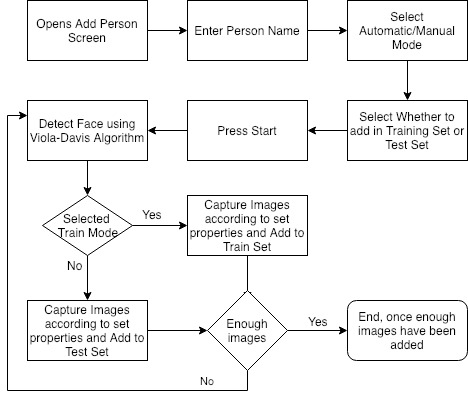 Opens Add Person
Screen
Enter Person Name
Select
Automatic/Manual
Mode
Select Whether to
add in Training Set or
Test Set
Press Start
Detect Face using
Viola-Davis Algorithm
Selected
Train Mode
Yes
Capture Images
according to set
properties and Add to
Train Set
No
Capture Images
according to set
properties and Add to
Test Set
Enough
images
Yes
End, once enough
images have been
added
No